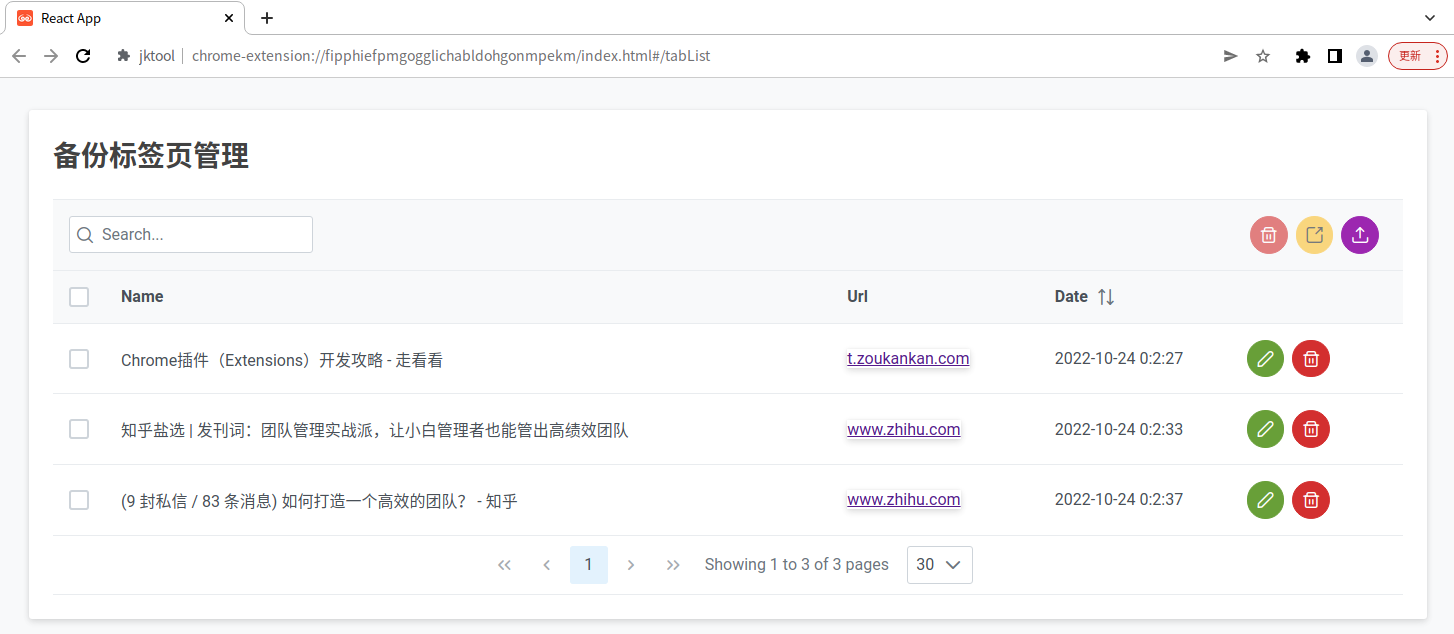 React App
jktool chrome-extension://fipphiefpmgogglichabldohgonmpekm/index.html#/tabList 更新
备份标签页管理
Search...
Name Url Date
Chrome插件（Extensions）开发攻略 - 走看看 t.zoukankan.com 2022-10-24 0:2:27
知乎盐选 | 发刊词：团队管理实战派，让小白管理者也能管出高绩效团队 www.zhihu.com 2022-10-24 0:2:33
(9 封私信 / 83 条消息) 如何打造一个高效的团队？ - 知乎 www.zhihu.com 2022-10-24 0:2:37
1 Showing 1 to 3 of 3 pages 30